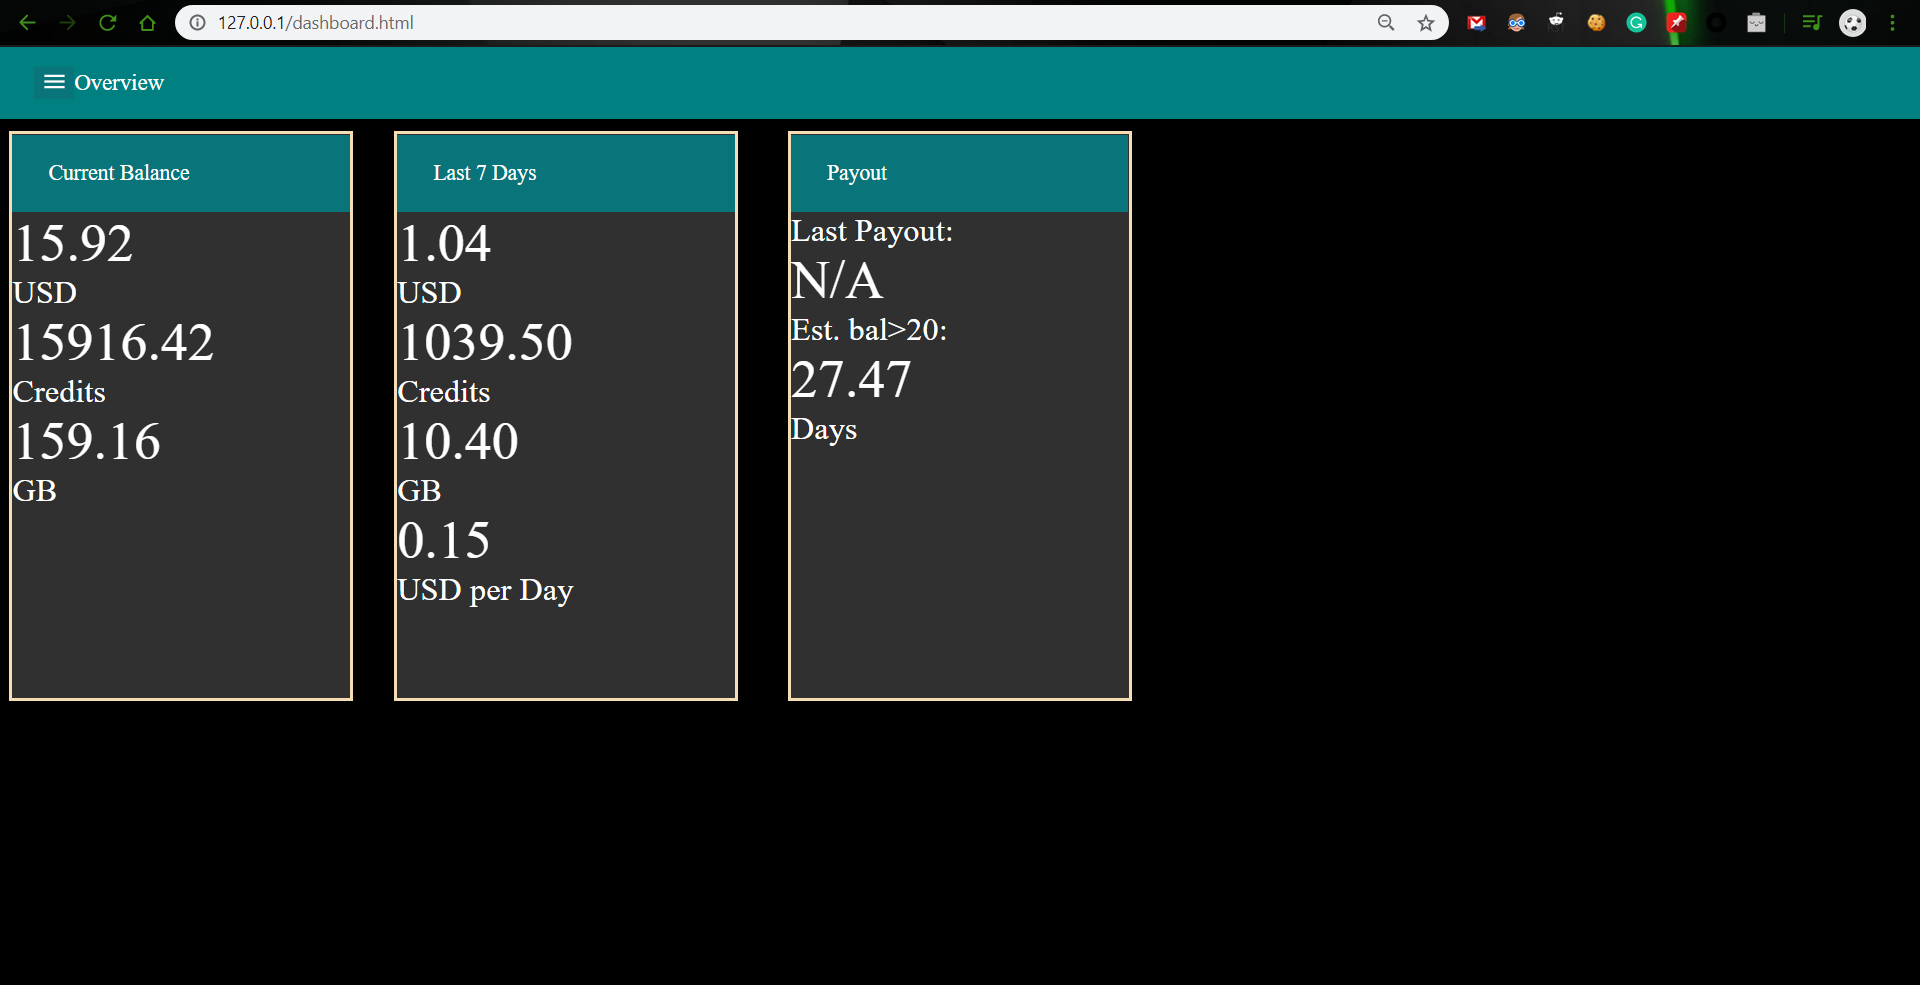 127.0.0.1/dashboard.html
Overview
Current Balance
15.92
USD
15916.42
Credits
159.16
GB
Last 7 Days
1.04
USD
1039.50
Credits
10.40
GB
0.15
USD per Day
Payout
Last Payout:
N/A
Est. bal>20:
27.47
Days